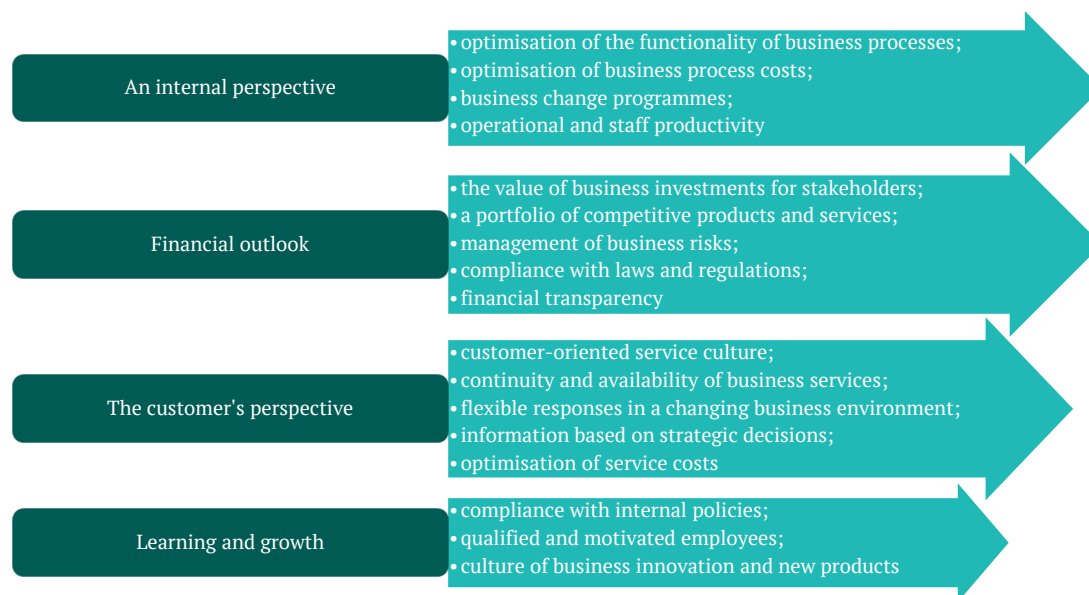 An internal perspective
• optimisation of the functionality of business processes;
• optimisation of business process costs;
• business change programmes;
• operational and staff productivity
Financial outlook
• the value of business investments for stakeholders;
• a portfolio of competitive products and services;
• management of business risks;
• compliance with laws and regulations;
• financial transparency
The customer's perspective
• customer-oriented service culture;
• continuity and availability of business services;
• flexible responses in a changing business environment;
• information based on strategic decisions;
• optimisation of service costs
Learning and growth
• compliance with internal policies;
• qualified and motivated employees;
• culture of business innovation and new products